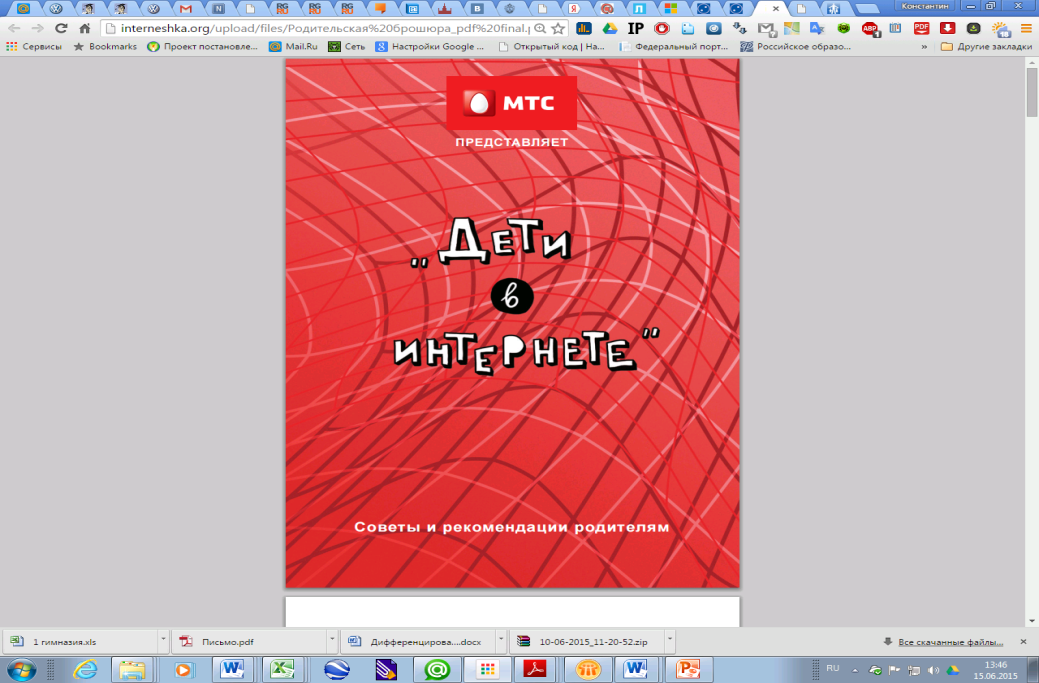 Константин
interneshka.org/upload/files/Родительская%20брошюра_pdf%20final.p
Сервисы
Bookmarks
Проект постановле...
Mail.Ru
Сеть
Настройки Google ...
Открытый код | На...
Федеральный порт...
Российское образо...
»
Другие закладки
МТС
ПРЕДСТАВЛЯЕТ
„Дети
в
интернете"
Советы и рекомендации родителям
1 гимназия.xls
Письмо.pdf
Дифференцирова....docx
10-06-2015_11-20-52.zip
Все скачанные файлы...
RU
13:46
15.06.2015